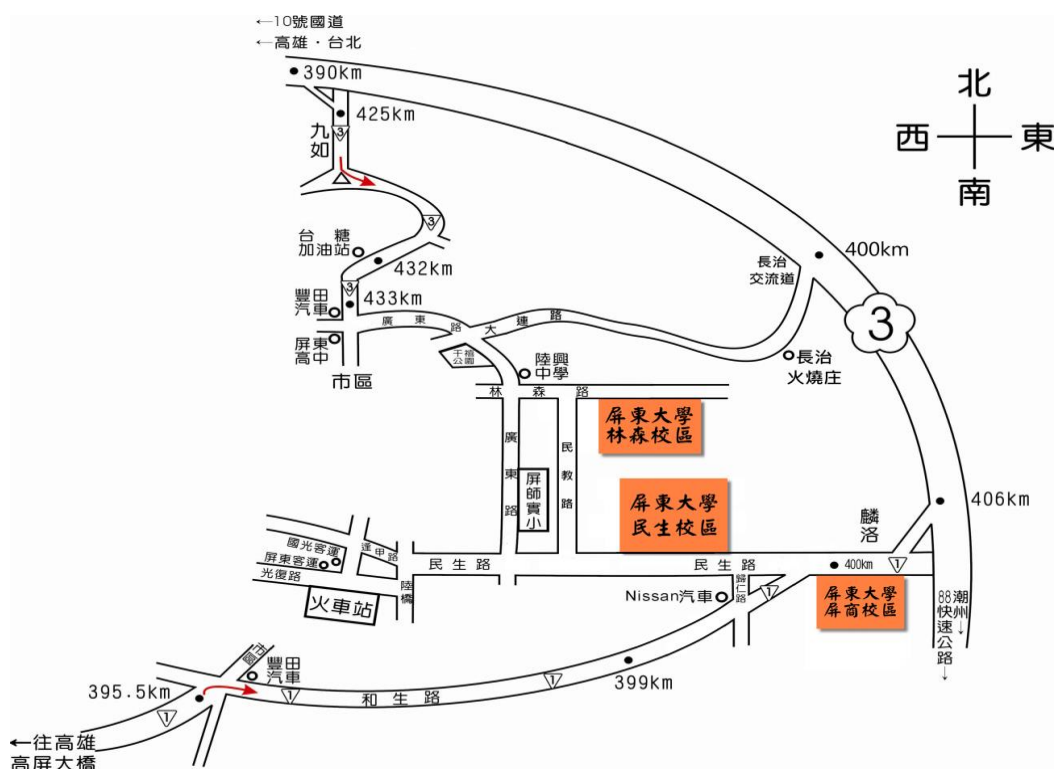 ←10號國道
←高雄．台北
390km
425km
3
九如
北
西
東
南
3
台糖
加油站
432km
3
433km
豐田
汽車
屏東
高中
市區
廣東路
大連路
千禧
公園
陸興
中學
長治
交流道
400km
3
長治
火燒庄
林森路
屏東大學
林森校區
廣東路
屏師實小
民教路
屏東大學
民生校區
406km
麟洛
國光客運
屏東客運
逢甲路
光復路
火車站
陸橋
民生路
民生路
400km
1
歸仁路
Nissan汽車
1
屏東大學
屏商校區
潮州↓
88快速公路↓
市區
豐田
汽車
395.5km
1
1
和生路
1
399km
←往高雄
高屏大橋